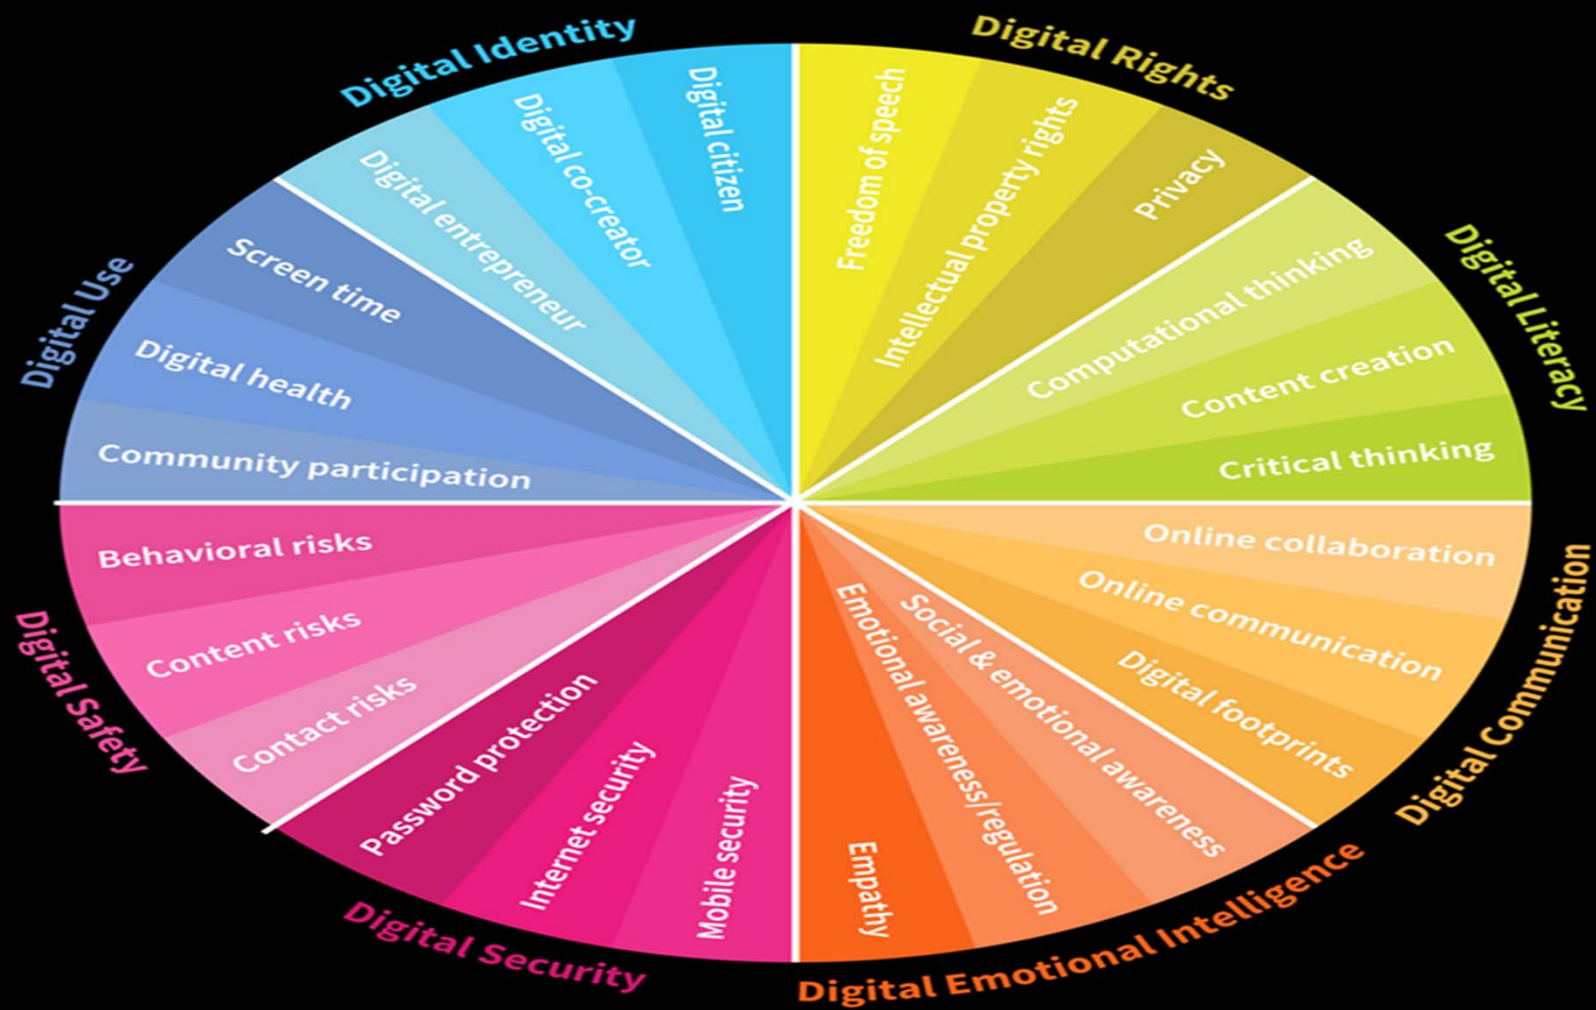 Digital Identity
Digital citizen
Digital co-creator
Digital entrepreneur
Digital Rights
Freedom of speech
Intellectual property rights
Privacy
Digital Literacy
Computational thinking
Content creation
Critical thinking
Digital Communication
Online collaboration
Online communication
Digital footprints
Digital Emotional Intelligence
Social & emotional awareness
Emotional awareness/regulation
Empathy
Digital Security
Mobile security
Internet security
Password protection
Digital Safety
Contact risks
Content risks
Behavioral risks
Digital Use
Community participation
Digital health
Screen time